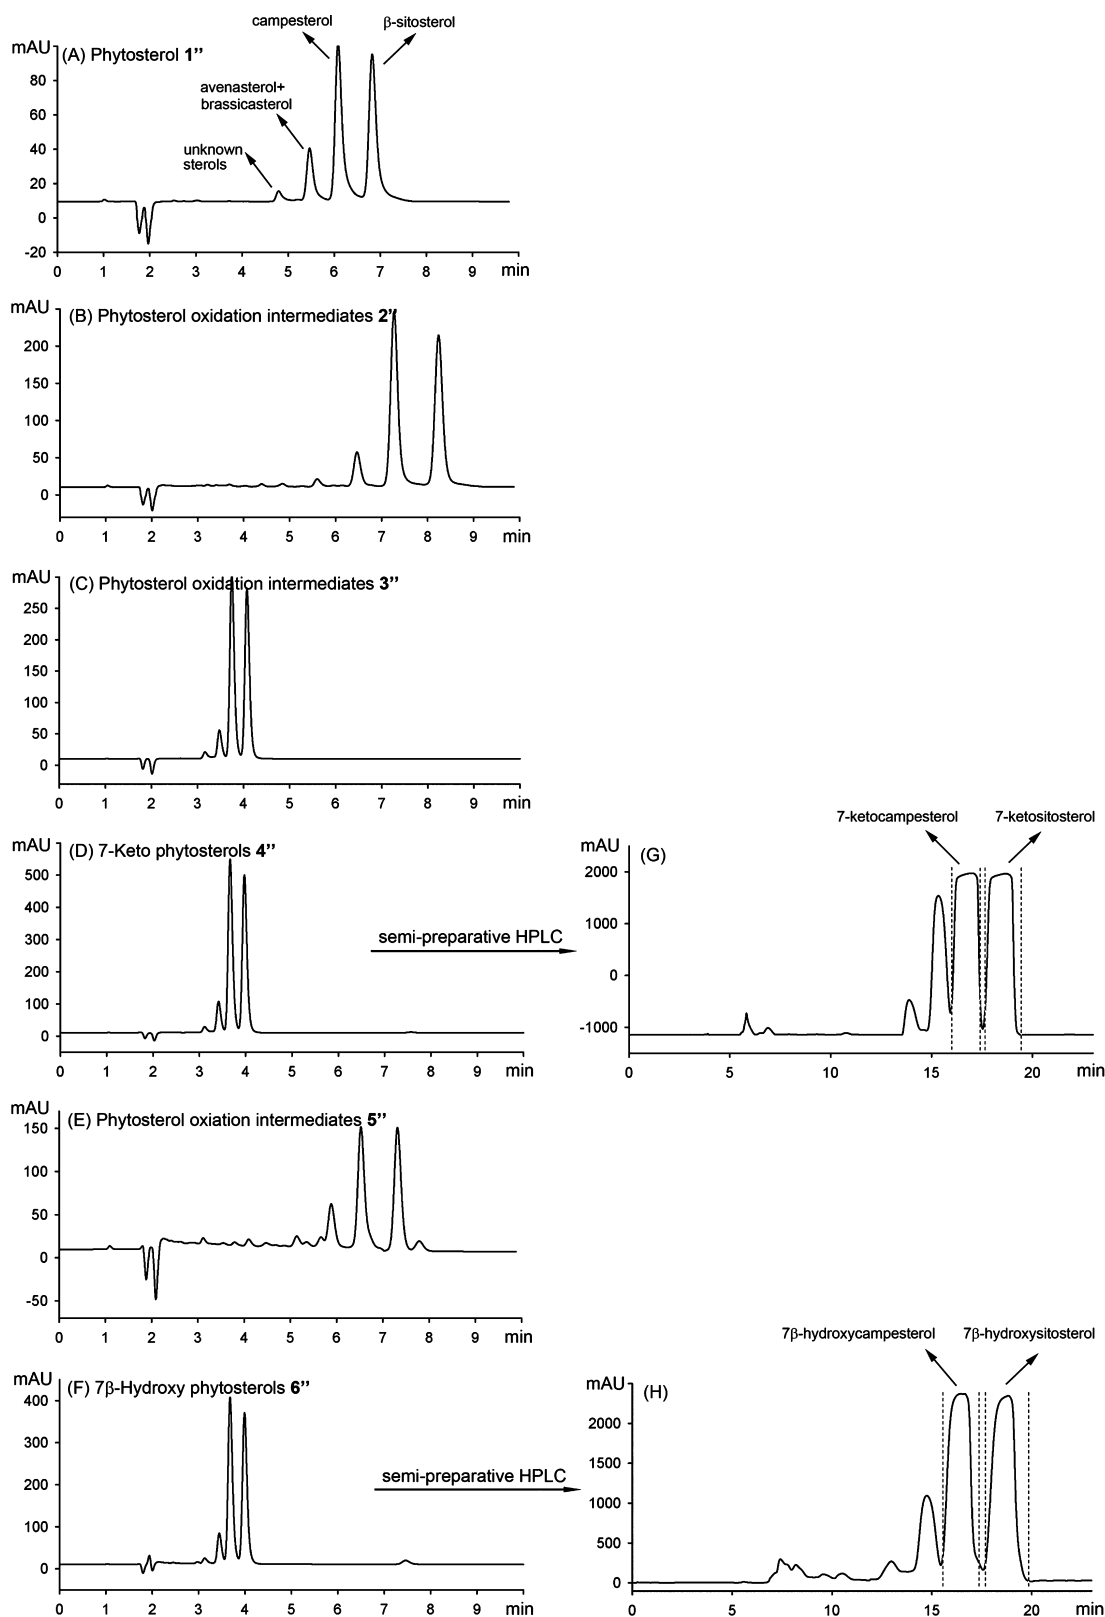 campesterol
β-sitosterol
mAU
(A) Phytosterol 1’’
avenasterol+
brassicasterol
unknown
sterols
80
60
40
20
0
-20
0 1 2 3 4 5 6 7 8 9 min
mAU
(B) Phytosterol oxidation intermediates 2’’
200
150
100
50
0
0 1 2 3 4 5 6 7 8 9 min
mAU
(C) Phytosterol oxidation intermediates 3’’
250
200
150
100
50
0
0 1 2 3 4 5 6 7 8 9 min
mAU
(D) 7-Keto phytosterols 4’’
500
400
300
200
100
0
0 1 2 3 4 5 6 7 8 9 min
semi-preparative HPLC
7-ketocampesterol
7-ketositosterol
mAU
(G)
2000
1000
0
-1000
0 5 10 15 20 min
mAU
(E) Phytosterol oxiation intermediates 5’’
150
100
50
0
-50
0 1 2 3 4 5 6 7 8 9 min
mAU
(F) 7β-Hydroxy phytosterols 6’’
400
300
200
100
0
0 1 2 3 4 5 6 7 8 9 min
semi-preparative HPLC
7β-hydroxycampesterol
7β-hydroxysitosterol
mAU
(H)
2000
1500
1000
500
0
0 5 10 15 20 min